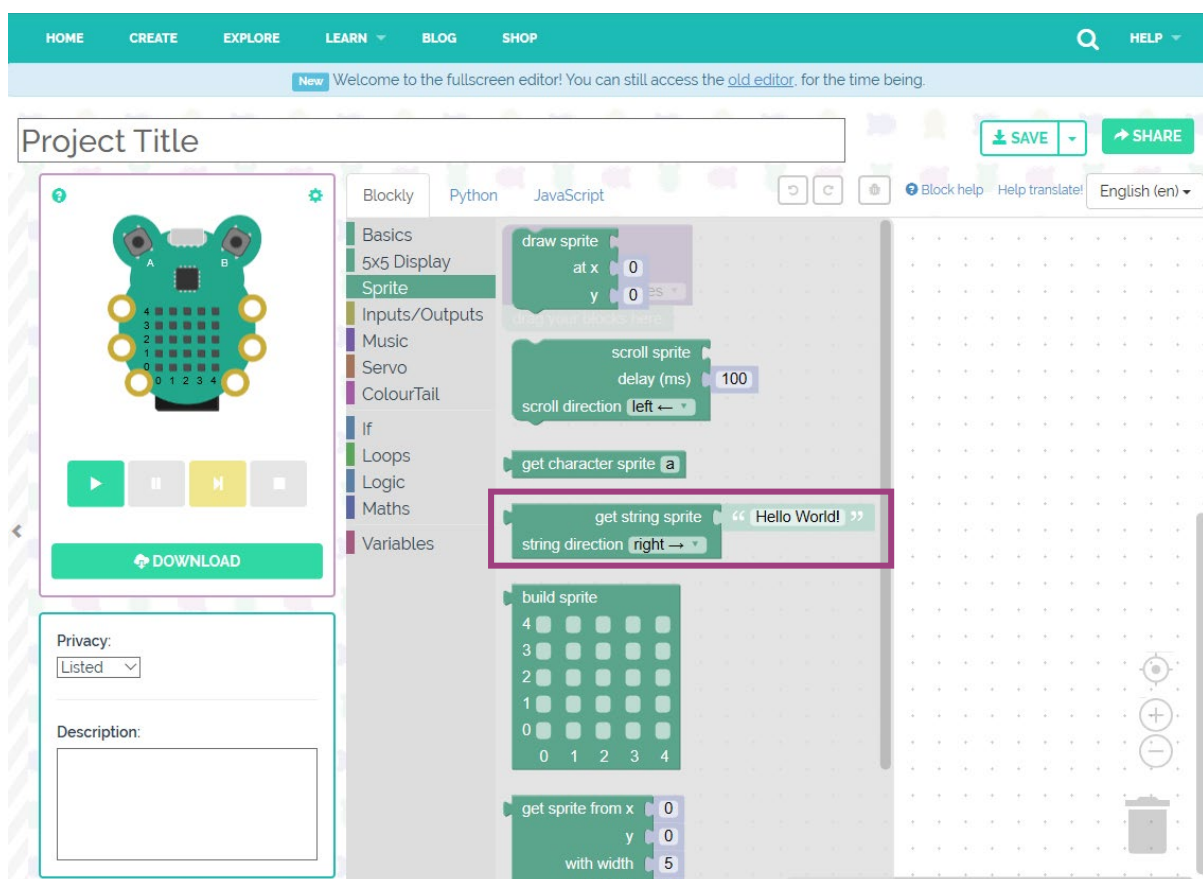 HOME CREATE EXPLORE LEARN BLOG SHOP HELP
New Welcome to the fullscreen editor! You can still access the old editor, for the time being.
Project Title
SAVE
SHARE
A B
4
3
2
1
0
0 1 2 3 4
DOWNLOAD
Privacy:
Listed
Description:
Blockly Python JavaScript
Block help Help translate! English (en)
Basics
5x5 Display
Sprite
Inputs/Outputs
Music
Servo
ColourTail
If
Loops
Logic
Maths
Variables
draw sprite
at x 0
y 0
drag your blocks here
scroll sprite
delay (ms) 100
scroll direction left ←
get character sprite a
get string sprite “ Hello World! ”
string direction right →
build sprite
4
3
2
1
0
0 1 2 3 4
get sprite from x 0
y 0
with width 5